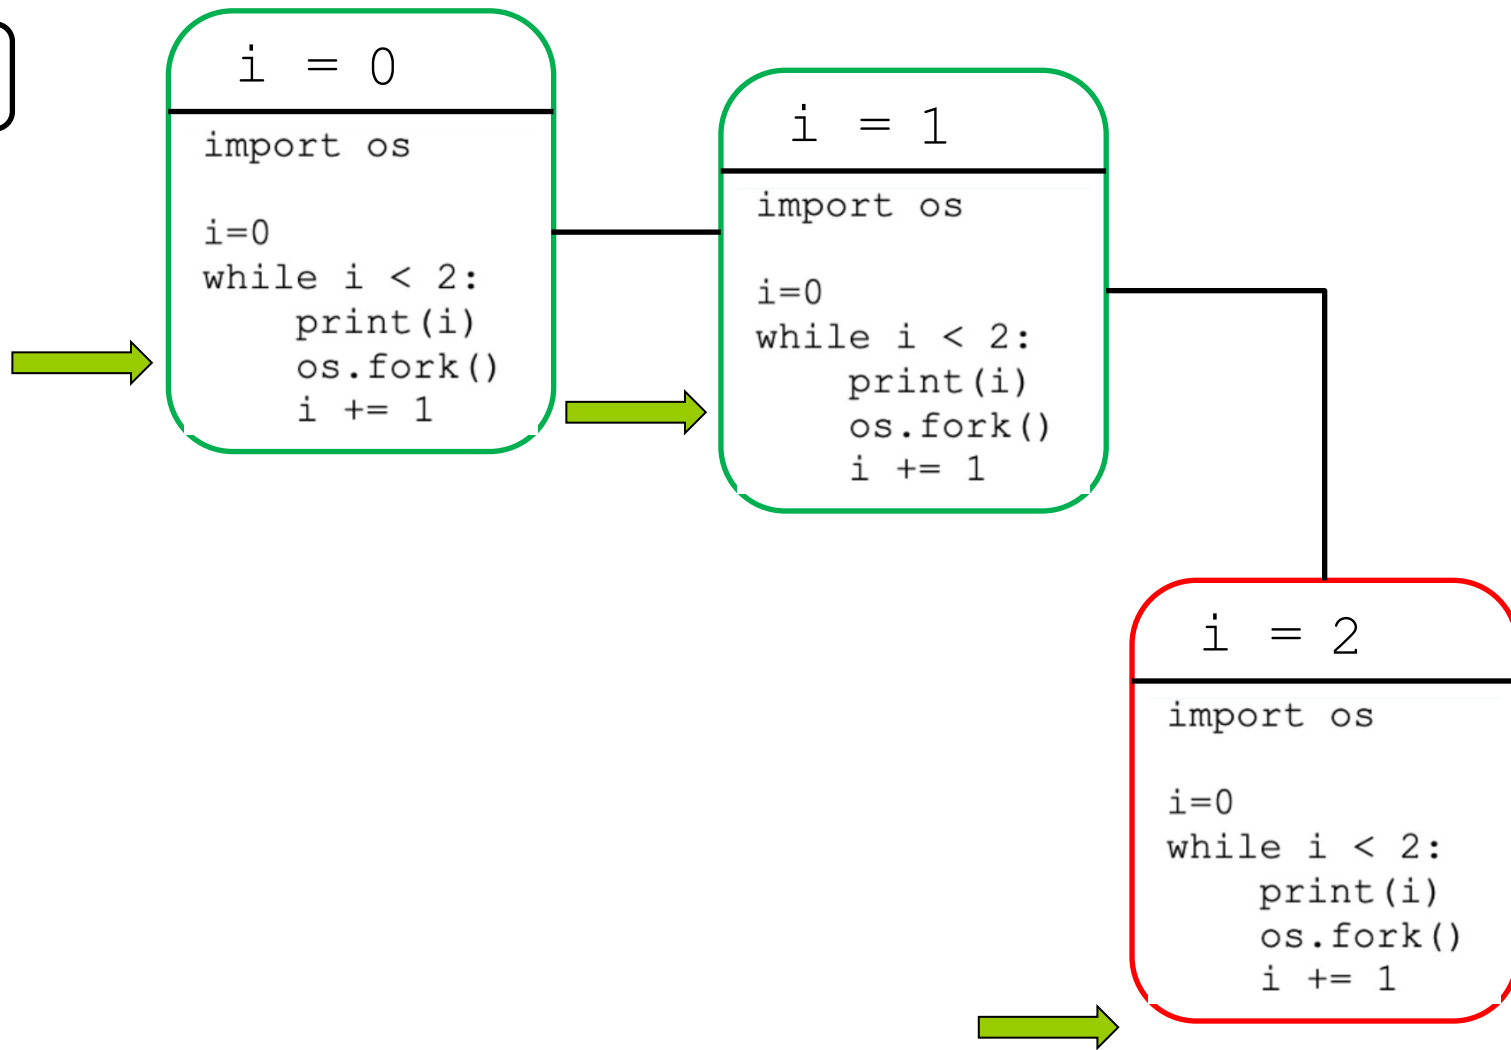 i = 0
import os
i=0
while i < 2:
print(i)
os.fork()
i += 1
i = 1
import os
i=0
while i < 2:
print(i)
os.fork()
i += 1
i = 2
import os
i=0
while i < 2:
print(i)
os.fork()
i += 1